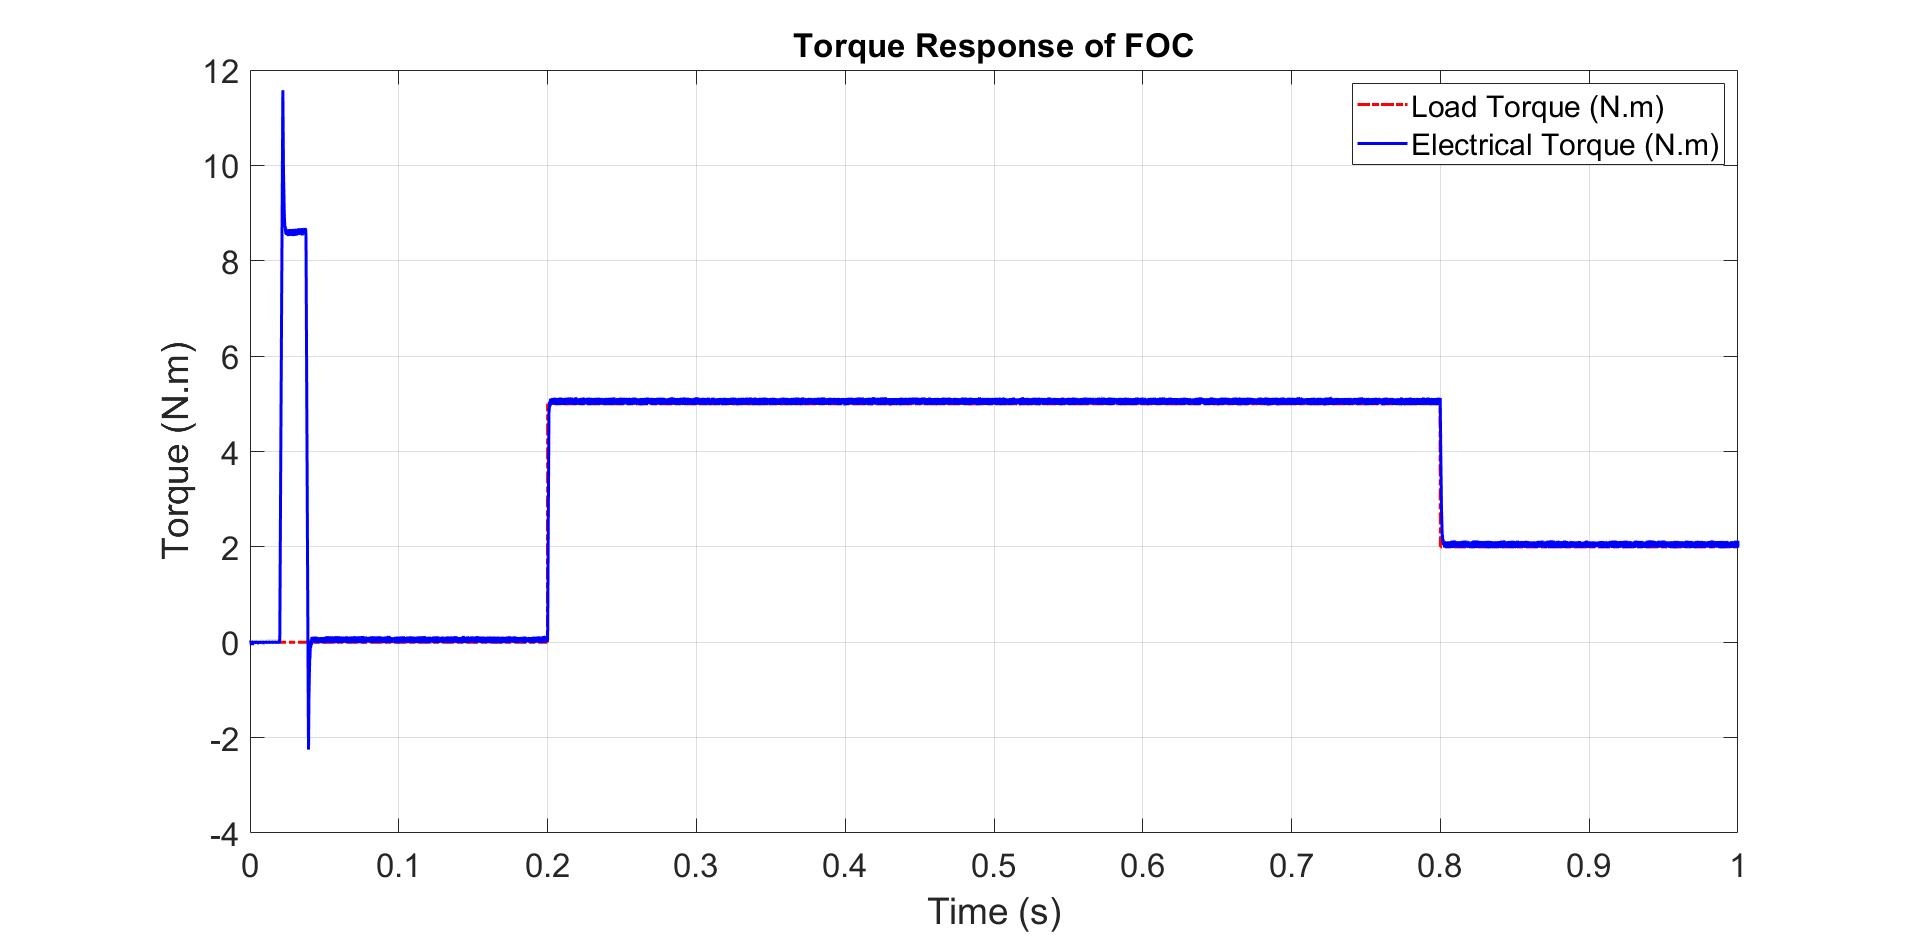 Torque Response of FOC
12
10
8
6
4
2
0
-2
-4
Torque (N.m)
Load Torque (N.m)
Electrical Torque (N.m)
0 0.1 0.2 0.3 0.4 0.5 0.6 0.7 0.8 0.9 1
Time (s)